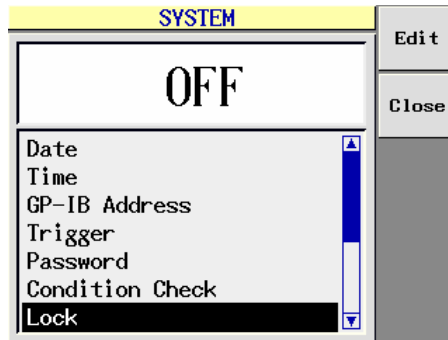 SYSTEM
OFF
Date
Time
GP-IB Address
Trigger
Password
Condition Check
Lock
Edit
Close